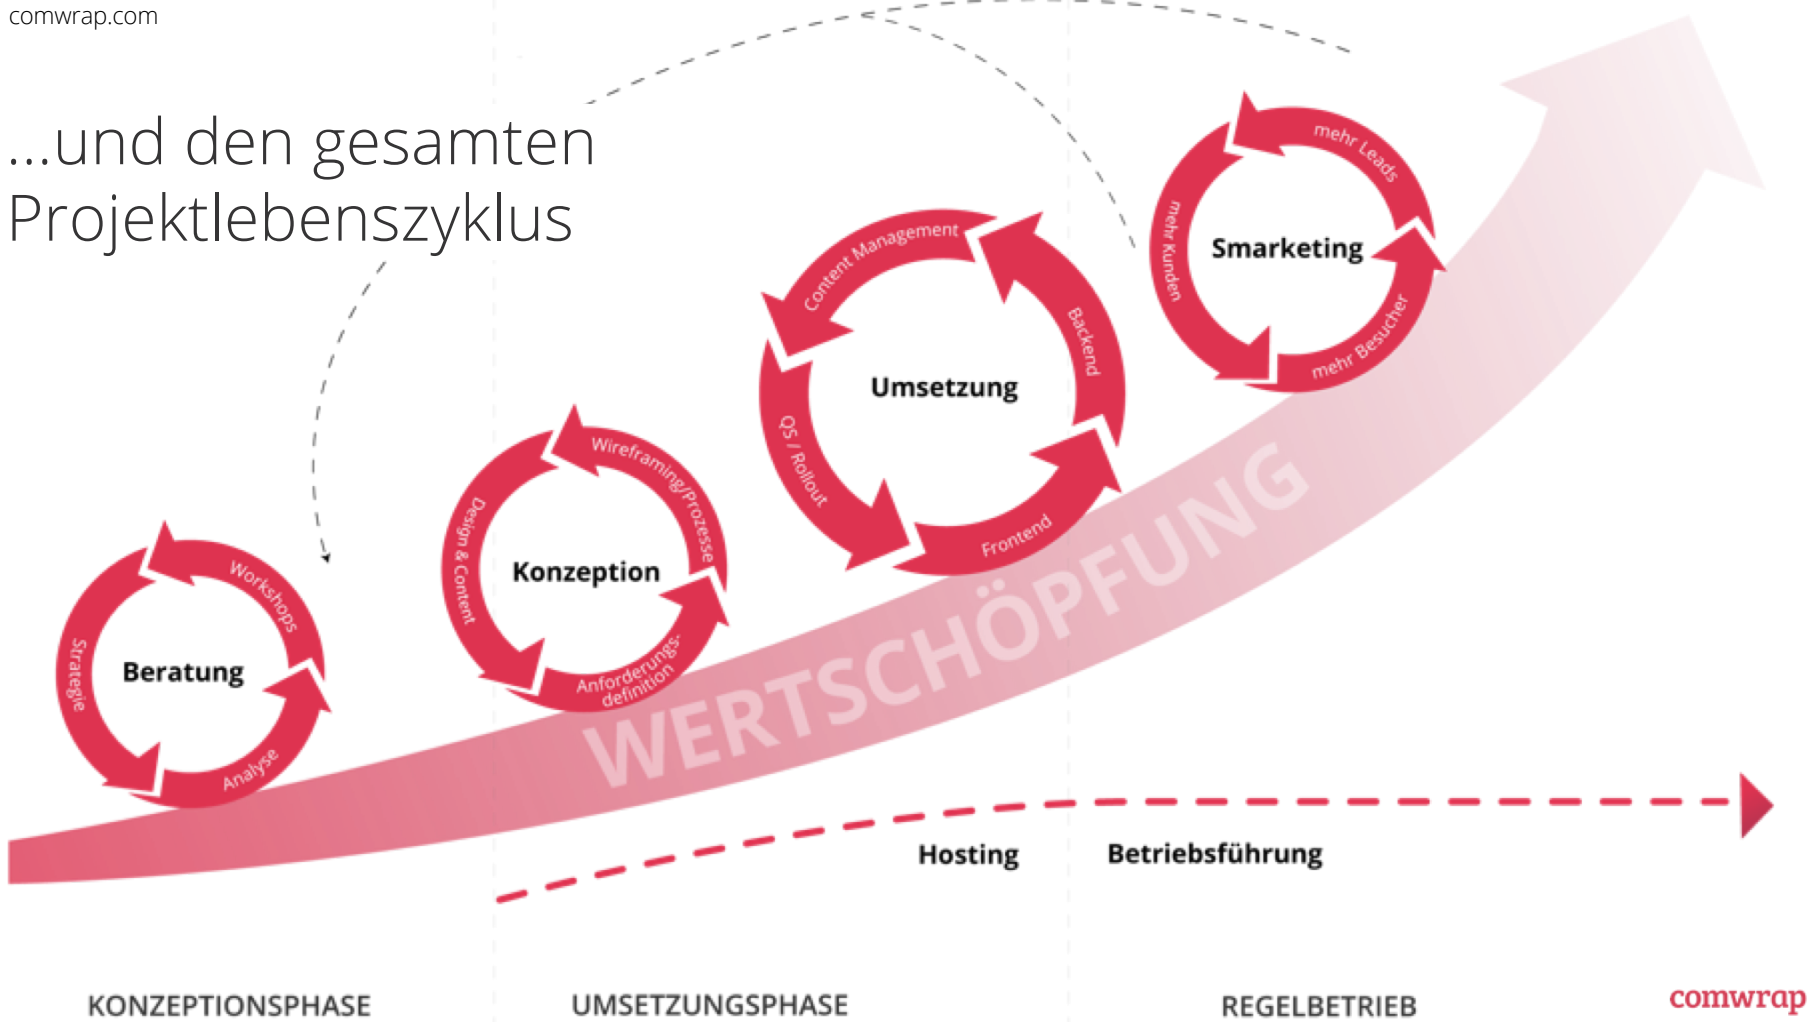 comwrap.com
...und den gesamten
Projektlebenszyklus
Beratung
Workshops
Strategie
Analyse
Konzeption
Wireframing/Prozesse
Design & Content
Anforderungs-
definition
Umsetzung
Content Management
Backend
QS / Rollout
Frontend
Smarketing
mehr Leads
mehr Kunden
mehr Besucher
WERTSCHÖPFUNG
Hosting
Betriebsführung
KONZEPTIONSPHASE
UMSETZUNGSPHASE
REGELBETRIEB
comwrap